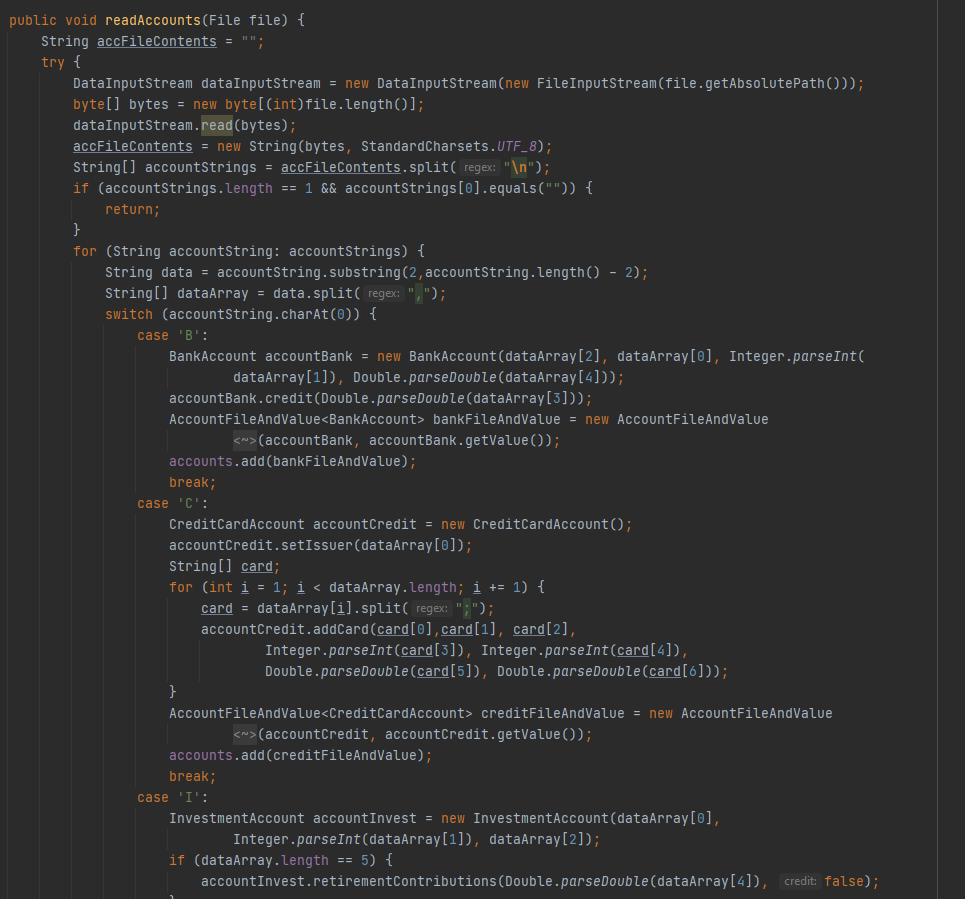 public void readAccounts(File file) {
    String accFileContents = "";
    try {
        DataInputStream dataInputStream = new DataInputStream(new FileInputStream(file.getAbsolutePath()));
        byte[] bytes = new byte[(int)file.length()];
        dataInputStream.read(bytes);
        accFileContents = new String(bytes, StandardCharsets.UTF_8);
        String[] accountStrings = accFileContents.split( regex: "\n");
        if (accountStrings.length == 1 && accountStrings[0].equals("")) {
            return;
        }
        for (String accountString: accountStrings) {
            String data = accountString.substring(2,accountString.length() - 2);
            String[] dataArray = data.split( regex: ",");
            switch (accountString.charAt(0)) {
                case 'B':
                    BankAccount accountBank = new BankAccount(dataArray[2], dataArray[0], Integer.parseInt(
                            dataArray[1]), Double.parseDouble(dataArray[4]));
                    accountBank.credit(Double.parseDouble(dataArray[3]));
                    AccountFileAndValue<BankAccount> bankFileAndValue = new AccountFileAndValue
                            <~>(accountBank, accountBank.getValue());
                    accounts.add(bankFileAndValue);
                    break;
                case 'C':
                    CreditCardAccount accountCredit = new CreditCardAccount();
                    accountCredit.setIssuer(dataArray[0]);
                    String[] card;
                    for (int i = 1; i < dataArray.length; i += 1) {
                        card = dataArray[i].split( regex: ";");
                        accountCredit.addCard(card[0],card[1], card[2],
                                Integer.parseInt(card[3]), Integer.parseInt(card[4]),
                                Double.parseDouble(card[5]), Double.parseDouble(card[6]));
                    }
                    AccountFileAndValue<CreditCardAccount> creditFileAndValue = new AccountFileAndValue
                            <~>(accountCredit, accountCredit.getValue());
                    accounts.add(creditFileAndValue);
                    break;
                case 'I':
                    InvestmentAccount accountInvest = new InvestmentAccount(dataArray[0],
                            Integer.parseInt(dataArray[1]), dataArray[2]);
                    if (dataArray.length == 5) {
                        accountInvest.retirementContributions(Double.parseDouble(dataArray[4]), credit: false);
                    }